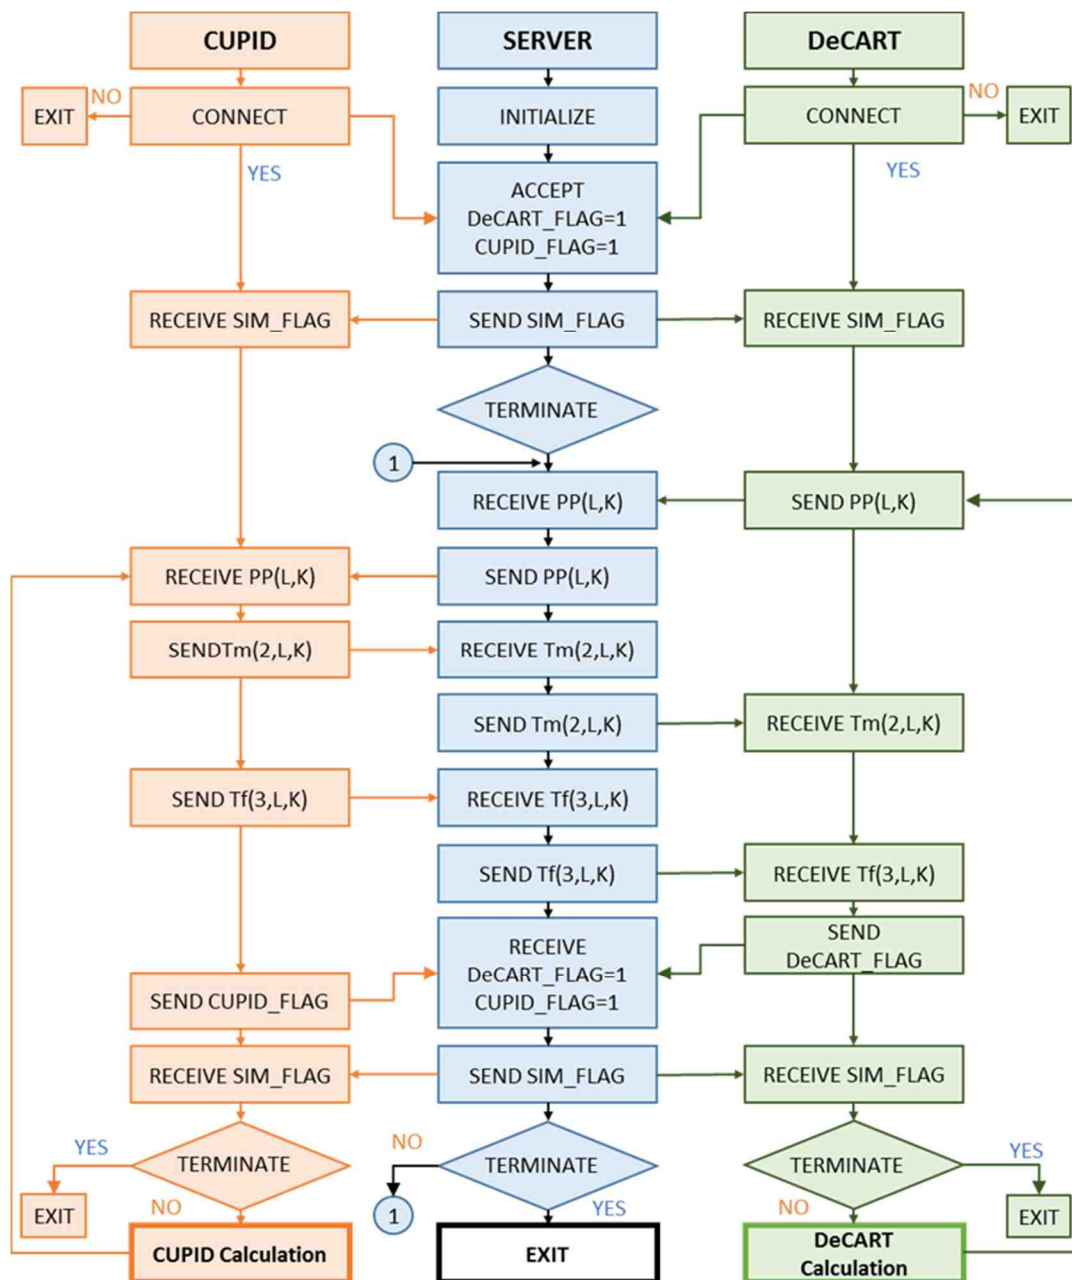 CUPID
SERVER
DeCART
EXIT
NO
CONNECT
INITIALIZE
CONNECT
NO
EXIT
YES
YES
ACCEPT
DeCART_FLAG=1
CUPID_FLAG=1
RECEIVE SIM_FLAG
SEND SIM_FLAG
RECEIVE SIM_FLAG
TERMINATE
1
RECEIVE PP(L,K)
SEND PP(L,K)
RECEIVE PP(L,K)
SEND PP(L,K)
SENDTm(2,L,K)
RECEIVE Tm(2,L,K)
SEND Tm(2,L,K)
RECEIVE Tm(2,L,K)
SEND Tf(3,L,K)
RECEIVE Tf(3,L,K)
SEND Tf(3,L,K)
RECEIVE Tf(3,L,K)
RECEIVE
DeCART_FLAG=1
CUPID_FLAG=1
SEND
DeCART_FLAG
SEND CUPID_FLAG
RECEIVE SIM_FLAG
SEND SIM_FLAG
RECEIVE SIM_FLAG
YES
TERMINATE
NO
TERMINATE
TERMINATE
YES
EXIT
NO
1
YES
NO
EXIT
CUPID Calculation
EXIT
DeCART
Calculation